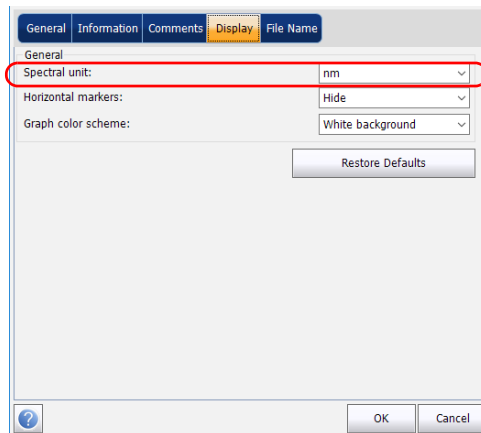 General Information Comments Display File Name
General
Spectral unit: nm
Horizontal markers: Hide
Graph color scheme: White background
Restore Defaults
? OK Cancel